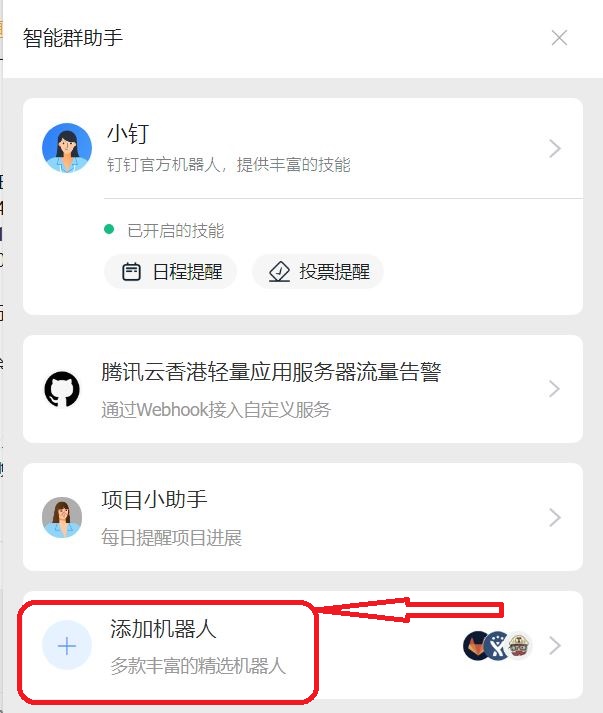 智能群助手
小钉
钉钉官方机器人，提供丰富的技能
已开启的技能
日程提醒
投票提醒
腾讯云香港轻量应用服务器流量告警
通过Webhook接入自定义服务
项目小助手
每日提醒项目进展
添加机器人
多款丰富的精选机器人